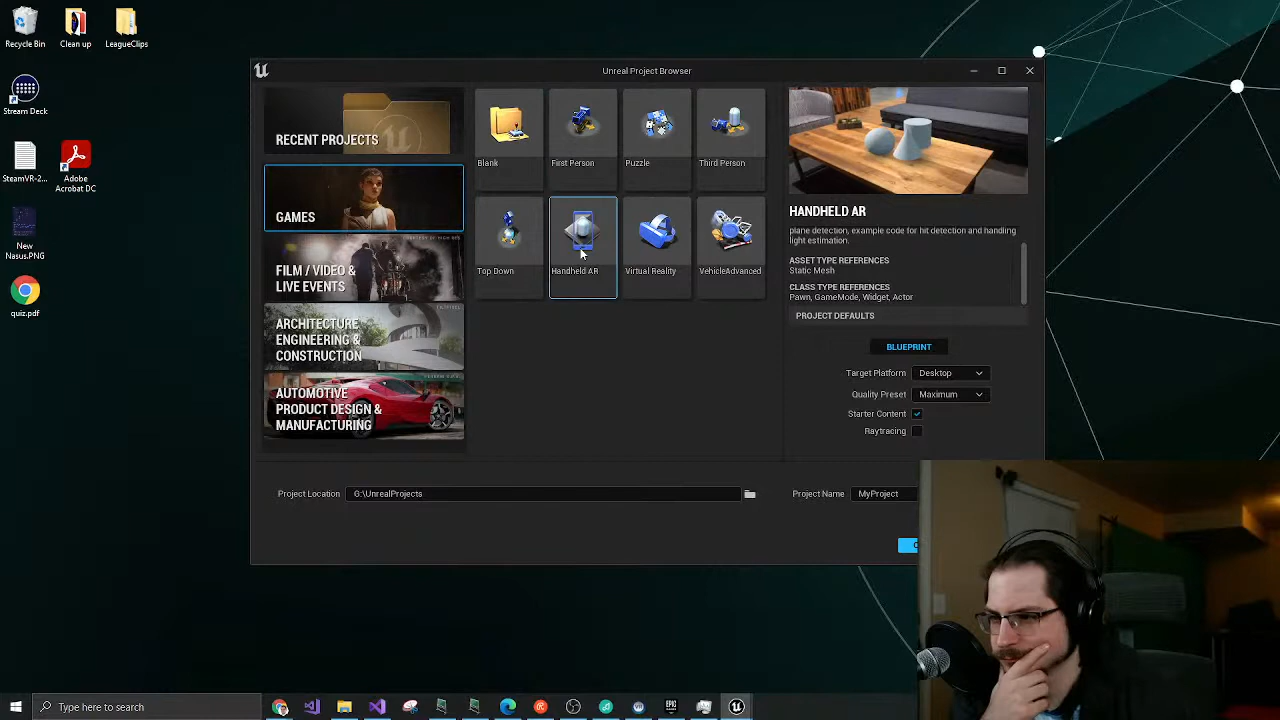 Recycle Bin
Clean up
LeagueClips
Stream Deck
SteamVR-2...
Adobe
Acrobat DC
New
Nasus.PNG
quiz.pdf
Unreal Project Browser
RECENT PROJECTS
GAMES
FILM / VIDEO &
LIVE EVENTS
ARCHITECTURE
ENGINEERING &
CONSTRUCTION
AUTOMOTIVE
PRODUCT DESIGN &
MANUFACTURING
Blank
First Person
Puzzle
Third Person
Top Down
Handheld AR
Virtual Reality
VehicleAdvanced
HANDHELD AR
plane detection, example code for hit detection and handling
light estimation.
ASSET TYPE REFERENCES
Static Mesh
CLASS TYPE REFERENCES
Pawn, GameMode, Widget, Actor
PROJECT DEFAULTS
BLUEPRINT
Target Platform Desktop
Quality Preset Maximum
Starter Content
Raytracing
Project Location G:\UnrealProjects
Project Name MyProject
Type here to search